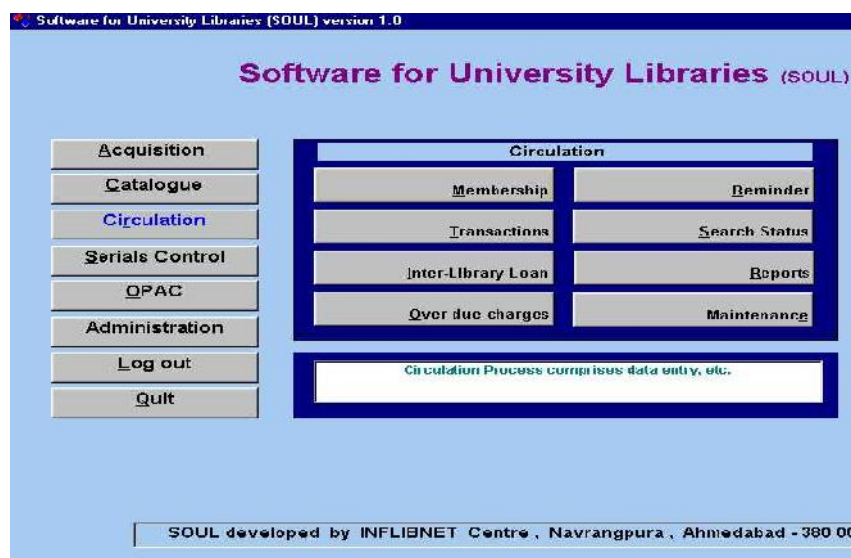 Software for University Libraries (SOUL) version 1.0
Software for University Libraries (SOUL)
Acquisition
Catalogue
Circulation
Serials Control
OPAC
Administration
Log out
Quit
Circulation
Membership
Reminder
Transactions
Search Status
Inter-Library Loan
Reports
Over due charges
Maintenance
Circulation Process comprises data entry, etc.
SOUL developed by INFLIBNET Centre , Navrangpura , Ahmedabad - 380 00